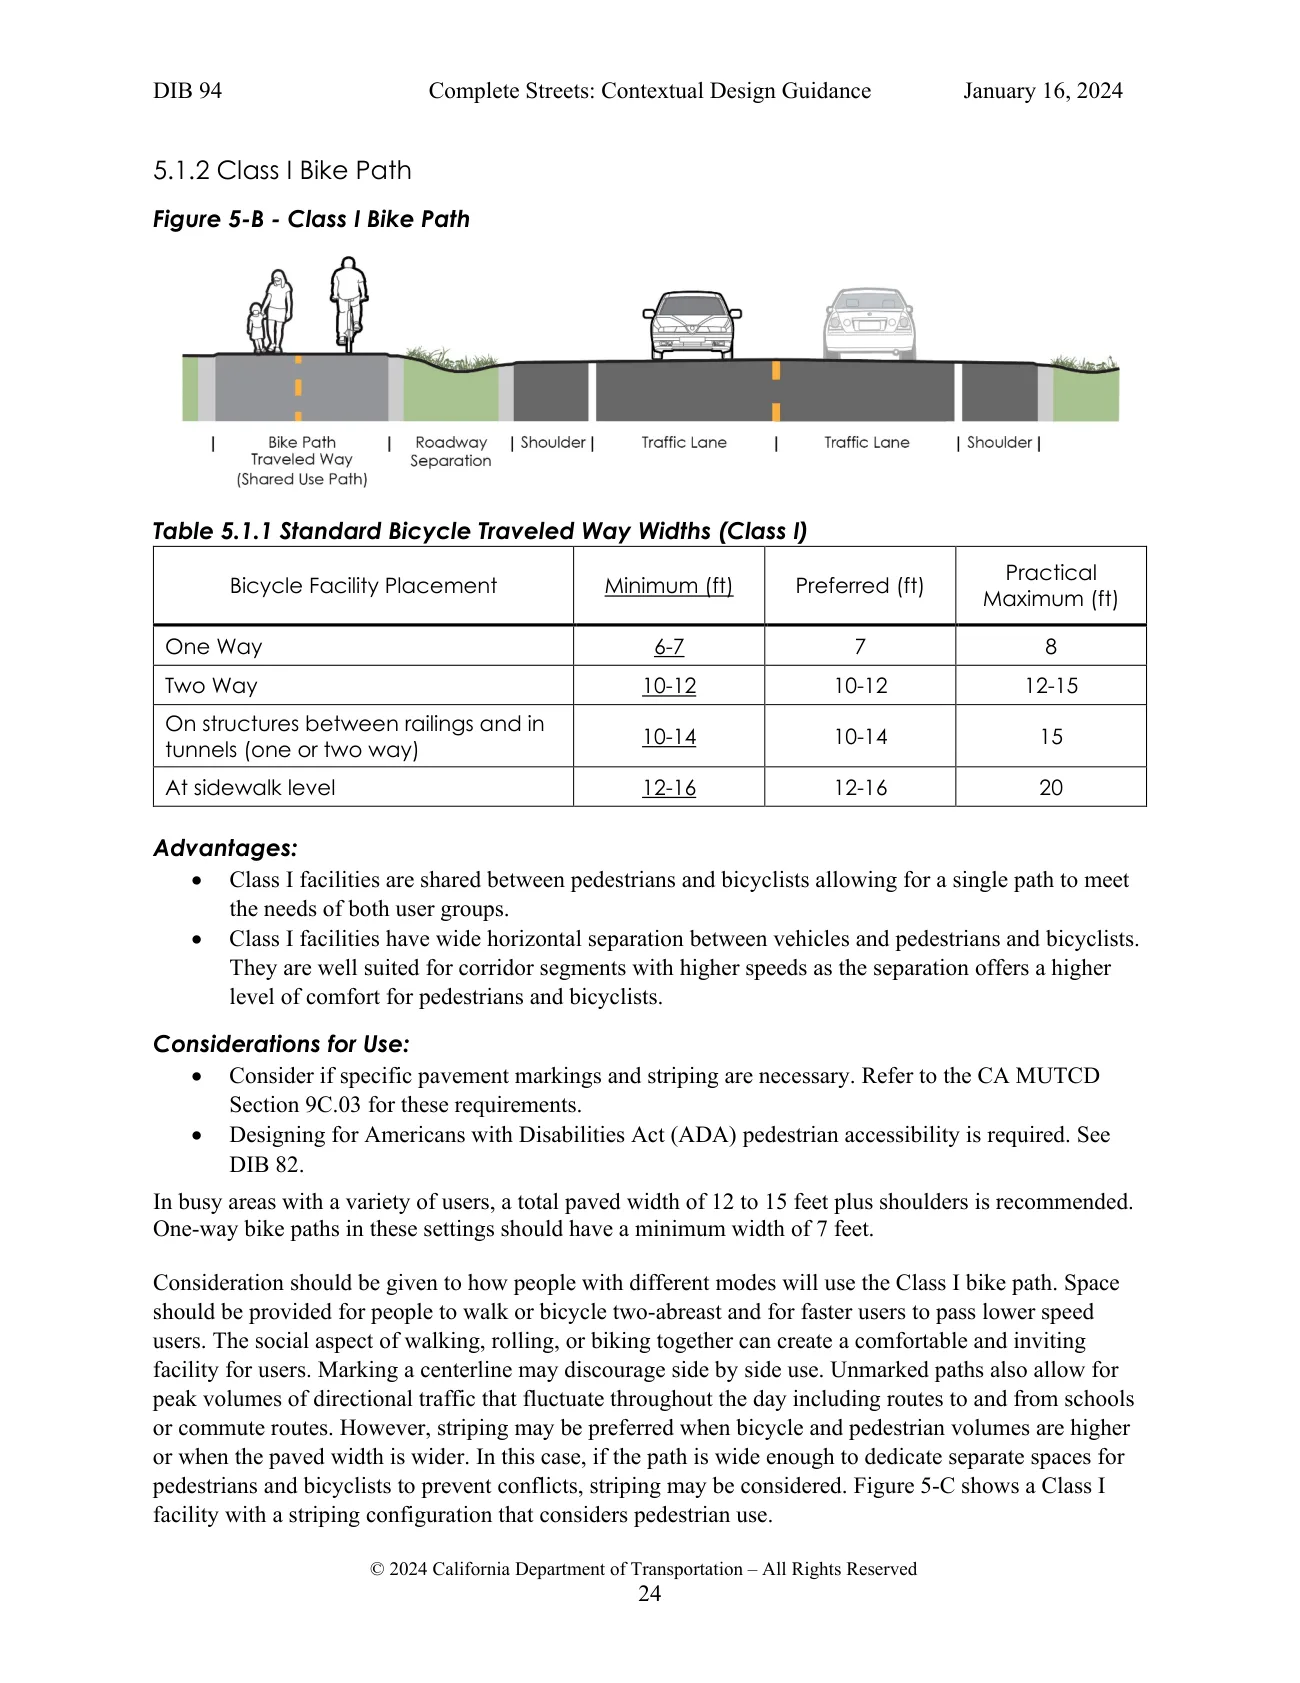 DIB 94 Complete Streets: Contextual Design Guidance January 16, 2024
5.1.2 Class I Bike Path
Figure 5-B - Class I Bike Path
| Bike Path | Roadway | Shoulder | Traffic Lane | Traffic Lane | Shoulder |
Traveled Way Separation
(Shared Use Path)
Table 5.1.1 Standard Bicycle Traveled Way Widths (Class I)
Bicycle Facility Placement Minimum (ft) Preferred (ft) Practical
Maximum (ft)
One Way 6-7 7 8
Two Way 10-12 10-12 12-15
On structures between railings and in
tunnels (one or two way) 10-14 10-14 15
At sidewalk level 12-16 12-16 20
Advantages:
• Class I facilities are shared between pedestrians and bicyclists allowing for a single path to meet
the needs of both user groups.
• Class I facilities have wide horizontal separation between vehicles and pedestrians and bicyclists.
They are well suited for corridor segments with higher speeds as the separation offers a higher
level of comfort for pedestrians and bicyclists.
Considerations for Use:
• Consider if specific pavement markings and striping are necessary. Refer to the CA MUTCD
Section 9C.03 for these requirements.
• Designing for Americans with Disabilities Act (ADA) pedestrian accessibility is required. See
DIB 82.
In busy areas with a variety of users, a total paved width of 12 to 15 feet plus shoulders is recommended.
One-way bike paths in these settings should have a minimum width of 7 feet.
Consideration should be given to how people with different modes will use the Class I bike path. Space
should be provided for people to walk or bicycle two-abreast and for faster users to pass lower speed
users. The social aspect of walking, rolling, or biking together can create a comfortable and inviting
facility for users. Marking a centerline may discourage side by side use. Unmarked paths also allow for
peak volumes of directional traffic that fluctuate throughout the day including routes to and from schools
or commute routes. However, striping may be preferred when bicycle and pedestrian volumes are higher
or when the paved width is wider. In this case, if the path is wide enough to dedicate separate spaces for
pedestrians and bicyclists to prevent conflicts, striping may be considered. Figure 5-C shows a Class I
facility with a striping configuration that considers pedestrian use.
© 2024 California Department of Transportation – All Rights Reserved
24